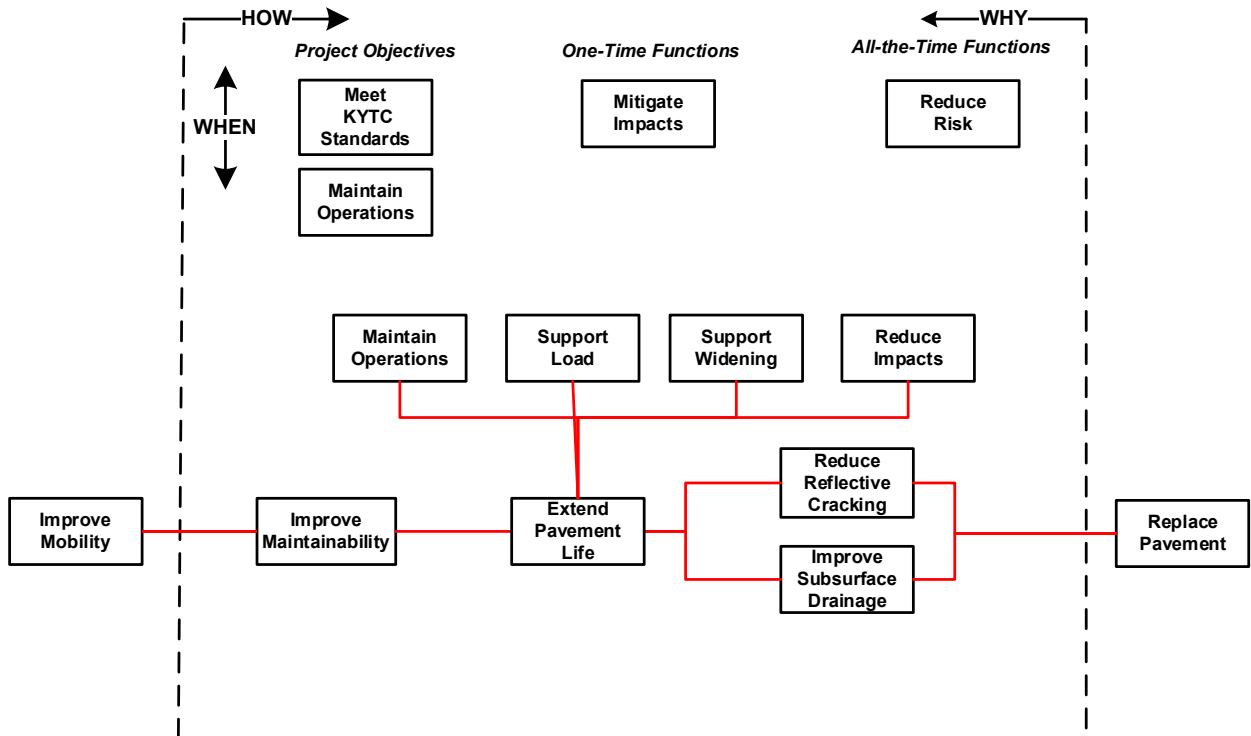 HOW
WHY
Project Objectives
One-Time Functions
All-the-Time Functions
WHEN
Meet
KYTC
Standards
Mitigate
Impacts
Reduce
Risk
Maintain
Operations
Maintain
Operations
Support
Load
Support
Widening
Reduce
Impacts
Improve
Mobility
Improve
Maintainability
Extend
Pavement
Life
Reduce
Reflective
Cracking
Improve
Subsurface
Drainage
Replace
Pavement